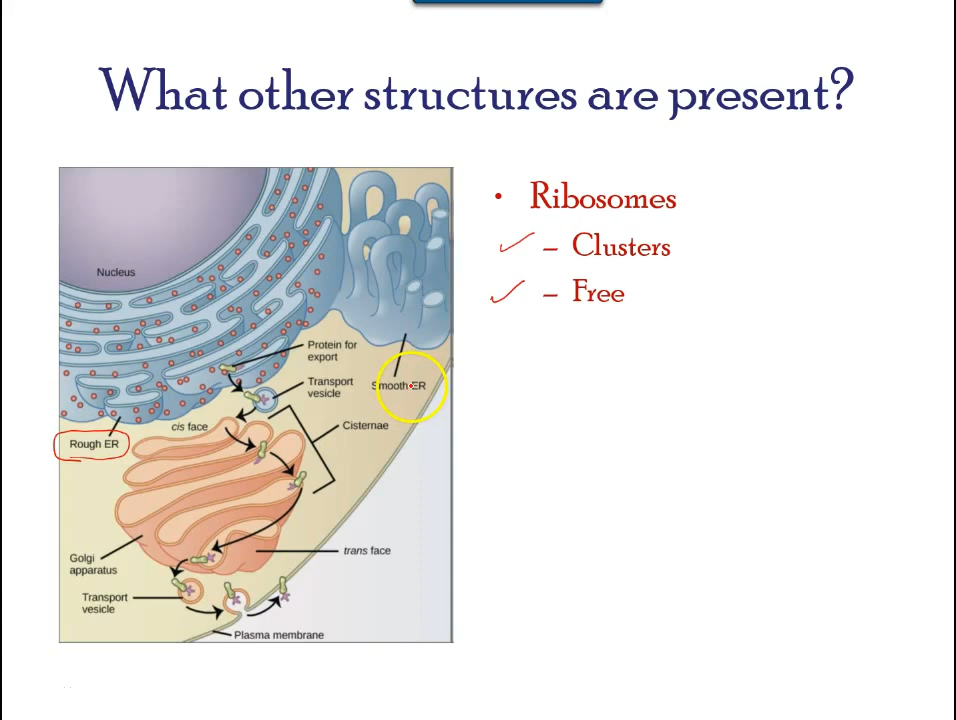 What other structures are present?
• Ribosomes
– Clusters
– Free
Nucleus
Protein for
export
Transport
vesicle
Smooth ER
cis face
Cisternae
Rough ER
Golgi
apparatus
trans face
Transport
vesicle
Plasma membrane